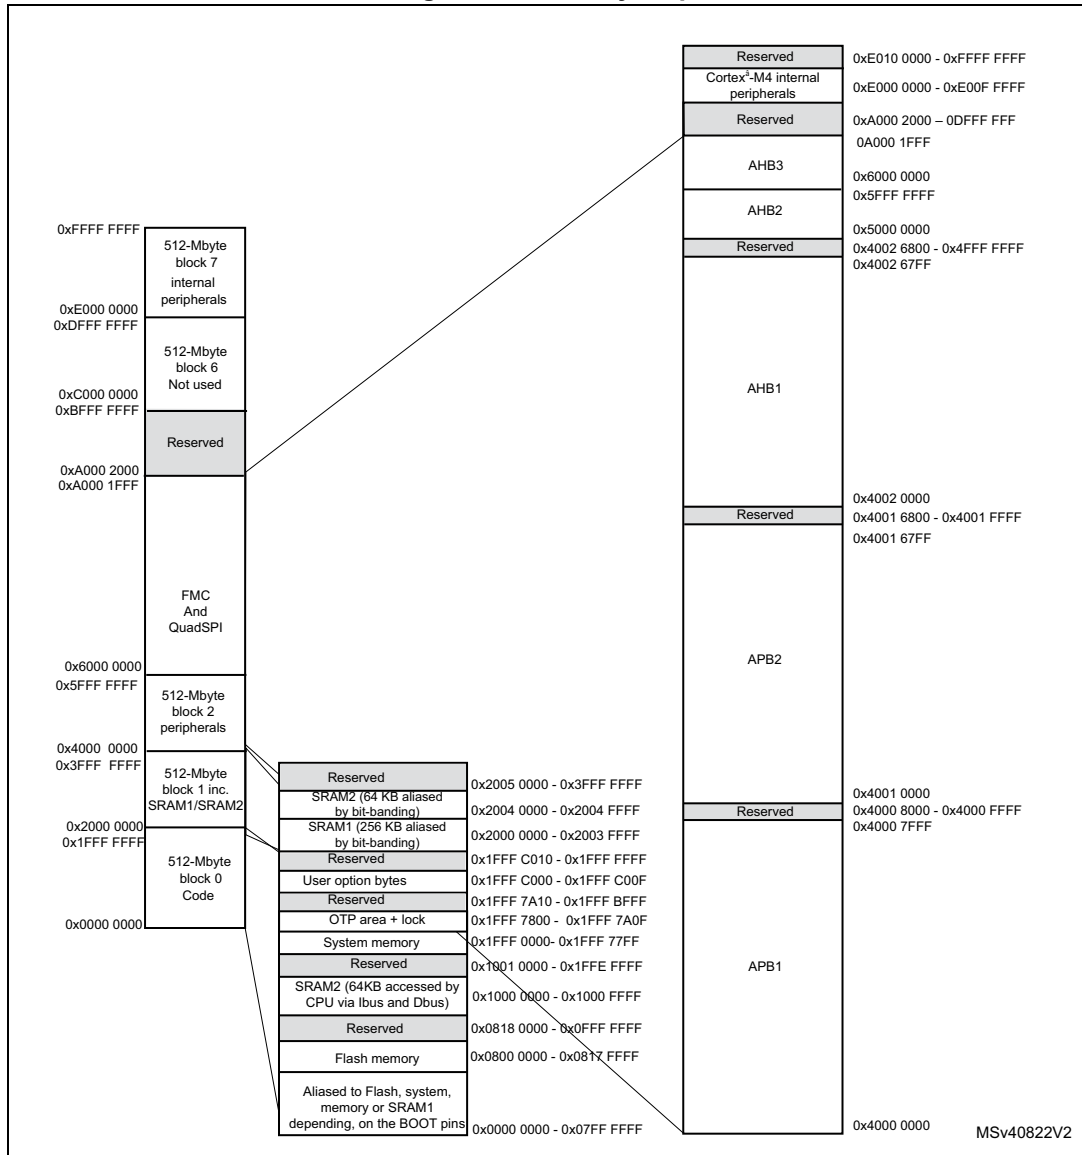 Reserved 0xE010 0000 - 0xFFFF FFFF
Cortexâ-M4 internal
peripherals 0xE000 0000 - 0xE00F FFFF
Reserved 0xA000 2000 – 0DFFF FFF
0A000 1FFF
AHB3
0x6000 0000
0x5FFF FFFF
AHB2
0x5000 0000
Reserved 0x4002 6800 - 0x4FFF FFFF
0x4002 67FF
AHB1
0x4002 0000
Reserved 0x4001 6800 - 0x4001 FFFF
0x4001 67FF
APB2
0x4001 0000
Reserved 0x4000 8000 - 0x4000 FFFF
0x4000 7FFF
APB1
0x4000 0000
0xFFFF FFFF
512-Mbyte
block 7
internal
peripherals
0xE000 0000
0xDFFF FFFF
512-Mbyte
block 6
Not used
0xC000 0000
0xBFFF FFFF
Reserved
0xA000 2000
0xA000 1FFF
FMC
And
QuadSPI
0x6000 0000
0x5FFF FFFF
512-Mbyte
block 2
peripherals
0x4000 0000
0x3FFF FFFF
512-Mbyte
block 1 inc.
SRAM1/SRAM2
0x2000 0000
0x1FFF FFFF
512-Mbyte
block 0
Code
0x0000 0000
Reserved 0x2005 0000 - 0x3FFF FFFF
SRAM2 (64 KB aliased
by bit-banding) 0x2004 0000 - 0x2004 FFFF
SRAM1 (256 KB aliased
by bit-banding) 0x2000 0000 - 0x2003 FFFF
Reserved 0x1FFF C010 - 0x1FFF FFFF
User option bytes 0x1FFF C000 - 0x1FFF C00F
Reserved 0x1FFF 7A10 - 0x1FFF BFFF
OTP area + lock 0x1FFF 7800 - 0x1FFF 7A0F
System memory 0x1FFF 0000- 0x1FFF 77FF
Reserved 0x1001 0000 - 0x1FFE FFFF
SRAM2 (64KB accessed by
CPU via Ibus and Dbus) 0x1000 0000 - 0x1000 FFFF
Reserved 0x0818 0000 - 0x0FFF FFFF
Flash memory 0x0800 0000 - 0x0817 FFFF
Aliased to Flash, system,
memory or SRAM1
depending, on the BOOT pins 0x0000 0000 - 0x07FF FFFF
MSv40822V2